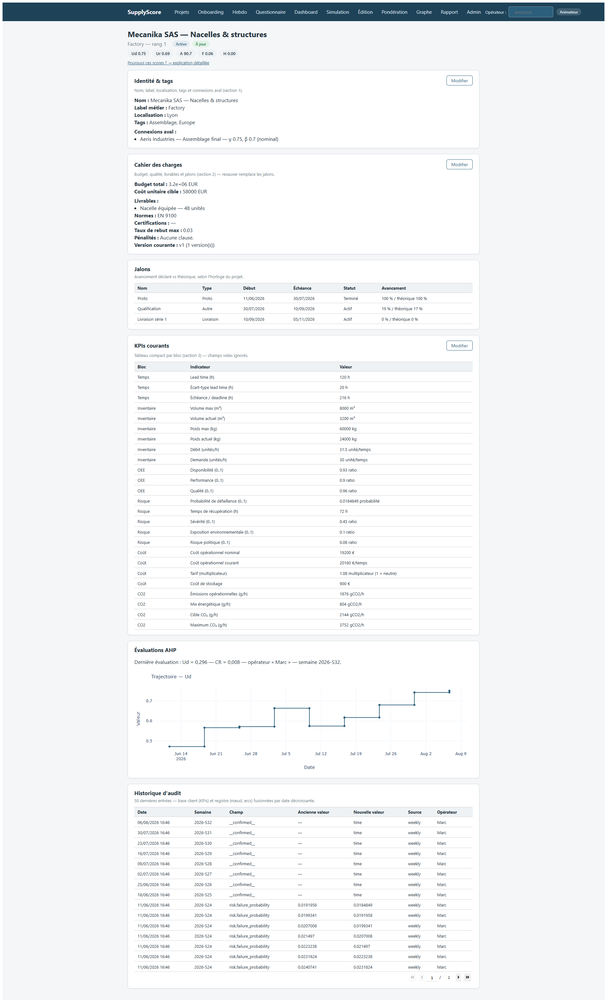 SupplyScore Projets Onboarding Hebdo Questionnaire Dashboard Simulation Édition Pondération Graphe Rapport Admin Opérateur : anonyme Animateur
Mecanika SAS — Nacelles & structures
Factory — rang 1 Active À jour
Ud 0.75 Ur 0.69 A 90.7 F 0.06 H 0.00
Pourquoi ces scores ? → explication détaillée
Identité & tags Modifier
Nom, label, localisation, tags et connexions aval (section 1).
Nom : Mecanika SAS — Nacelles & structures
Label métier : Factory
Localisation : Lyon
Tags : Assemblage, Europe
Connexions aval :
• Aeris Industries — Assemblage final — γ 0.75, β 0.7 (nominal)
Cahier des charges Modifier
Budget, qualité, livrables et jalons (section 2) — resauver remplace les jalons.
Budget total : 3.2e+06 EUR
Coût unitaire cible : 58000 EUR
Livrables :
• Nacelle équipée — 48 unités
Normes : EN 9100
Certifications : —
Taux de rebut max : 0.03
Pénalités : Aucune clause.
Version courante : v1 (1 version(s))
Jalons
Avancement déclaré vs théorique, selon l'horloge du projet.
Nom Type Début Échéance Statut Avancement
Proto Proto 11/06/2026 30/07/2026 Terminé 100 % / théorique 100 %
Qualification Autre 30/07/2026 10/09/2026 Actif 19 % / théorique 17 %
Livraison série 1 Livraison 10/09/2026 05/11/2026 Actif 0 % / théorique 0 %
KPIs courants Modifier
Tableau compact par bloc (section 3) — champs vides ignorés.
Bloc Indicateur Valeur
Temps Lead time (h) 120 h
Temps Écart-type lead time (h) 20 h
Temps Échéance / deadline (h) 216 h
Inventaire Volume max (m³) 8000 m³
Inventaire Volume actuel (m³) 3200 m³
Inventaire Poids max (kg) 60000 kg
Inventaire Poids actuel (kg) 24000 kg
Inventaire Débit (unités/h) 31.5 unité/temps
Inventaire Demande (unités/h) 30 unité/temps
OEE Disponibilité (0..1) 0.93 ratio
OEE Performance (0..1) 0.9 ratio
OEE Qualité (0..1) 0.96 ratio
Risque Probabilité de défaillance (0..1) 0.0184849 probabilité
Risque Temps de récupération (h) 72 h
Risque Sévérité (0..1) 0.45 ratio
Risque Exposition environnementale (0..1) 0.1 ratio
Risque Risque politique (0..1) 0.08 ratio
Coût Coût opérationnel nominal 19200 €
Coût Coût opérationnel courant 20160 €/temps
Coût Tarif (multiplicateur) 1.08 multiplicateur (1 = neutre)
Coût Coût de stockage 900 €
CO2 Émissions opérationnelles (g/h) 1876 gCO2/h
CO2 Mix énergétique (g/h) 804 gCO2/h
CO2 Cible CO₂ (g/h) 2144 gCO2/h
CO2 Maximum CO₂ (g/h) 3752 gCO2/h
Évaluations AHP
Dernière évaluation : Ud = 0,296 — CR = 0,008 — opérateur « Marc » — semaine 2026-S32.
Trajectoire — Ud
Valeur
0.7
0.6
0.5
Jun 14 Jun 21 Jun 28 Jul 5 Jul 12 Jul 19 Jul 26 Aug 2 Aug 9
2026
Date
Historique d'audit
50 dernières entrées — base client (KPIs) et registre (nœud, arcs) fusionnées par date décroissante.
Date Semaine Champ Ancienne valeur Nouvelle valeur Source Opérateur
06/08/2026 16:46 2026-S32 __confirmed__ — time weekly Marc
30/07/2026 16:46 2026-S31 __confirmed__ — time weekly Marc
23/07/2026 16:46 2026-S30 __confirmed__ — time weekly Marc
16/07/2026 16:46 2026-S29 __confirmed__ — time weekly Marc
09/07/2026 16:46 2026-S28 __confirmed__ — time weekly Marc
02/07/2026 16:46 2026-S27 __confirmed__ — time weekly Marc
25/06/2026 16:46 2026-S26 __confirmed__ — time weekly Marc
18/06/2026 16:46 2026-S25 __confirmed__ — time weekly Marc
11/06/2026 16:46 2026-S24 risk.failure_probability 0.0191958 0.0184849 weekly Marc
11/06/2026 16:46 2026-S24 risk.failure_probability 0.0199341 0.0191958 weekly Marc
11/06/2026 16:46 2026-S24 risk.failure_probability 0.0207008 0.0199341 weekly Marc
11/06/2026 16:46 2026-S24 risk.failure_probability 0.021497 0.0207008 weekly Marc
11/06/2026 16:46 2026-S24 risk.failure_probability 0.0223238 0.021497 weekly Marc
11/06/2026 16:46 2026-S24 risk.failure_probability 0.0231824 0.0223238 weekly Marc
11/06/2026 16:46 2026-S24 risk.failure_probability 0.0240741 0.0231824 weekly Marc
1 / 2